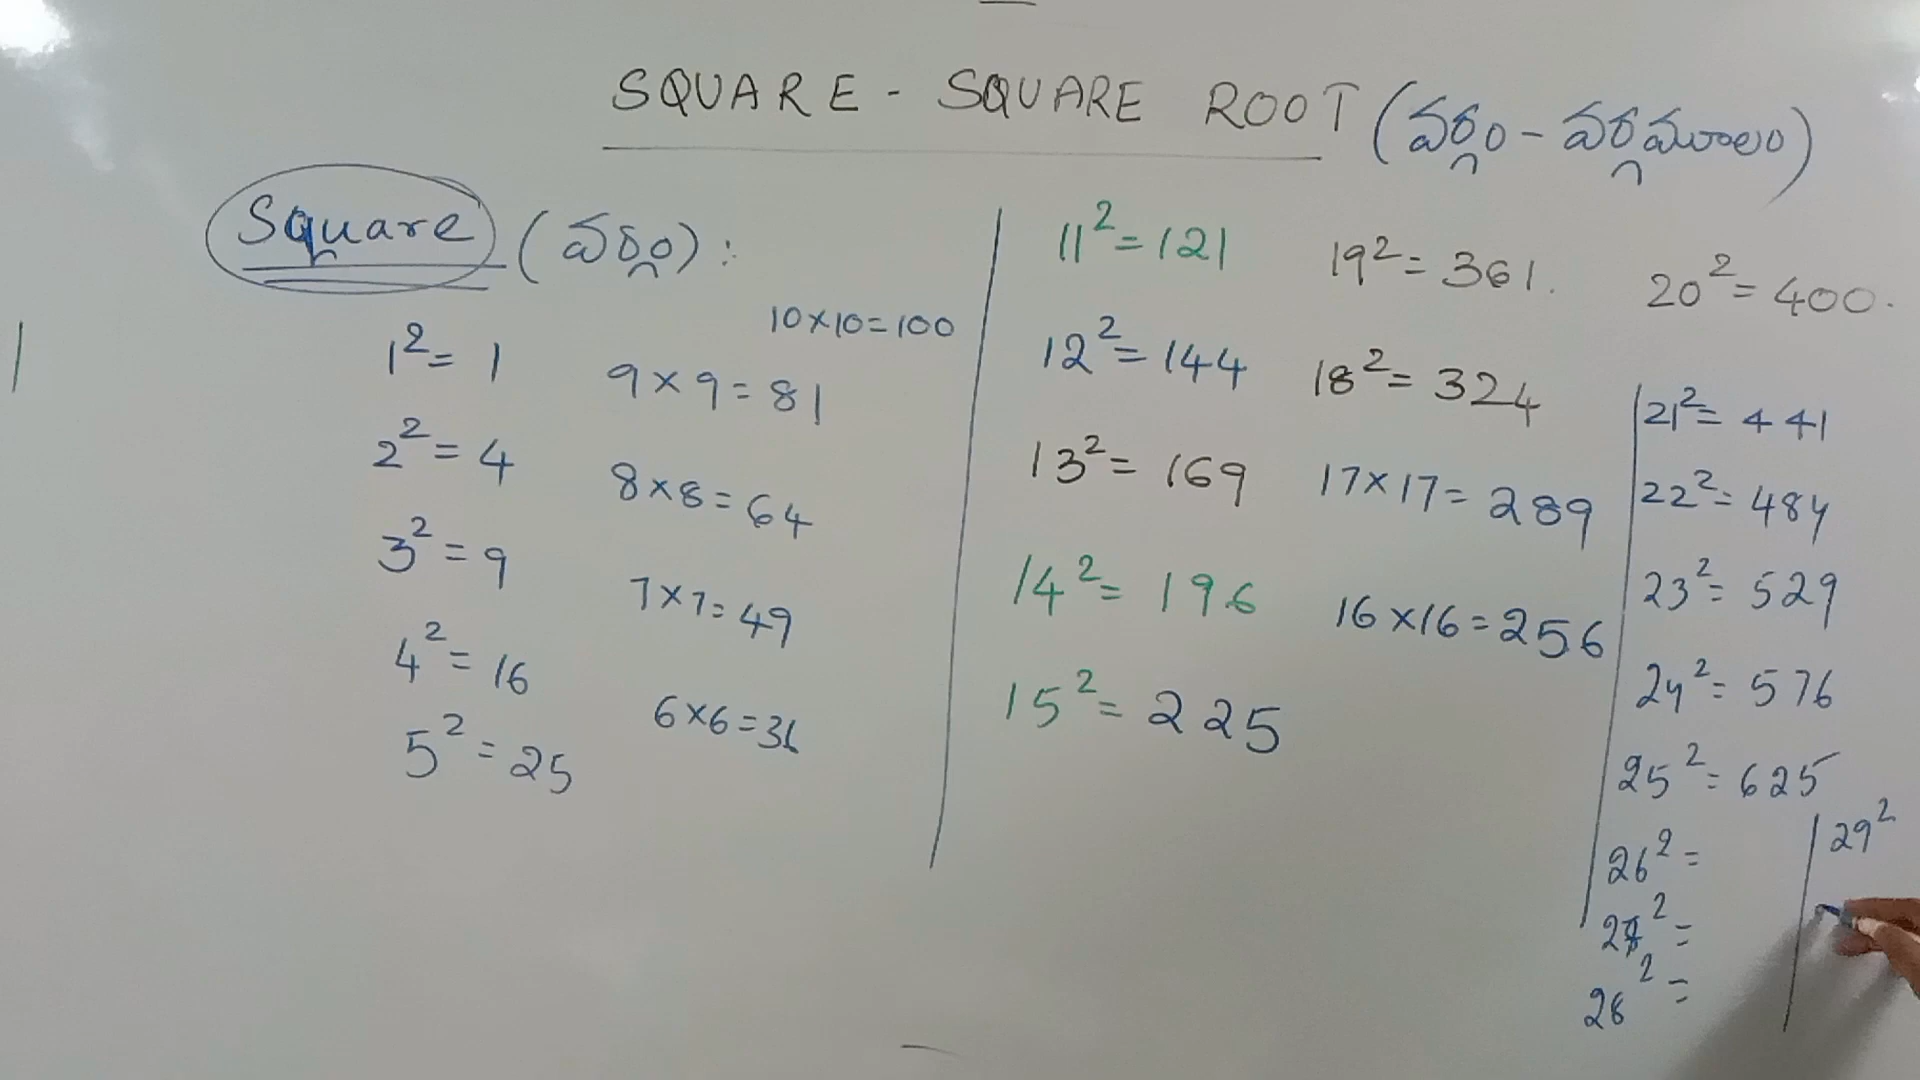 SQUARE - SQUARE ROOT (వర్గం - వర్గమూలం)
Square (వర్గం) :
1² = 1
2² = 4
3² = 9
4² = 16
5² = 25
10×10=100
9 × 9 = 81
8×8 = 64
7×7= 49
6×6=36
11² = 121
12² = 144
13² = 169
14² = 196
15² = 225
19² = 361.
18² = 324
17×17= 289
16×16=256
20² = 400.
21² = 441
22² = 484
23² = 529
24² = 576
25² = 625
26² =
27² =
28² =
29²